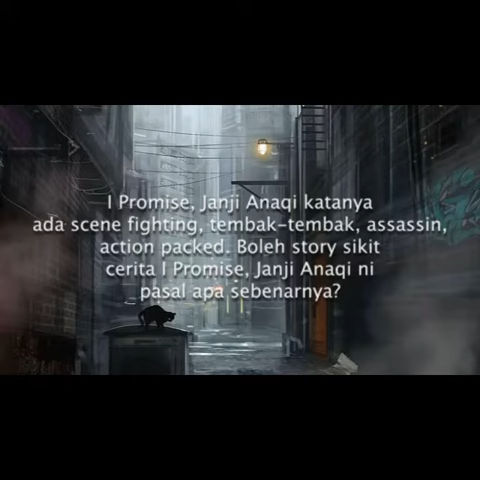 I Promise, Janji Anaqi katanya
ada scene fighting, tembak-tembak, assassin,
action packed. Boleh story sikit
cerita I Promise, Janji Anaqi ni
pasal apa sebenarnya?